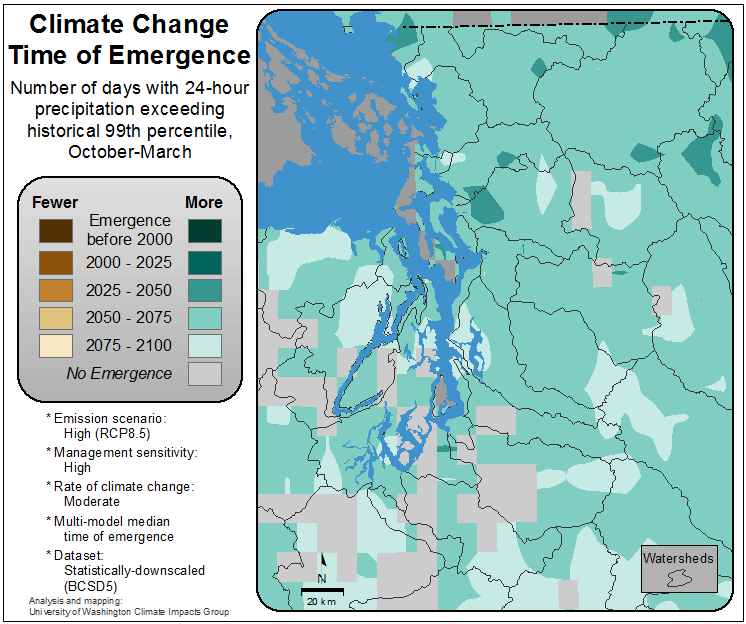 Climate Change
Time of Emergence
Number of days with 24-hour
precipitation exceeding
historical 99th percentile,
October-March
Fewer More
Emergence
before 2000
2000 - 2025
2025 - 2050
2050 - 2075
2075 - 2100
No Emergence
* Emission scenario:
High (RCP8.5)
* Management sensitivity:
High
* Rate of climate change:
Moderate
* Multi-model median
time of emergence
* Dataset:
Statistically-downscaled
(BCSD5)
Analysis and mapping:
University of Washington Climate Impacts Group
N
20 km
Watersheds